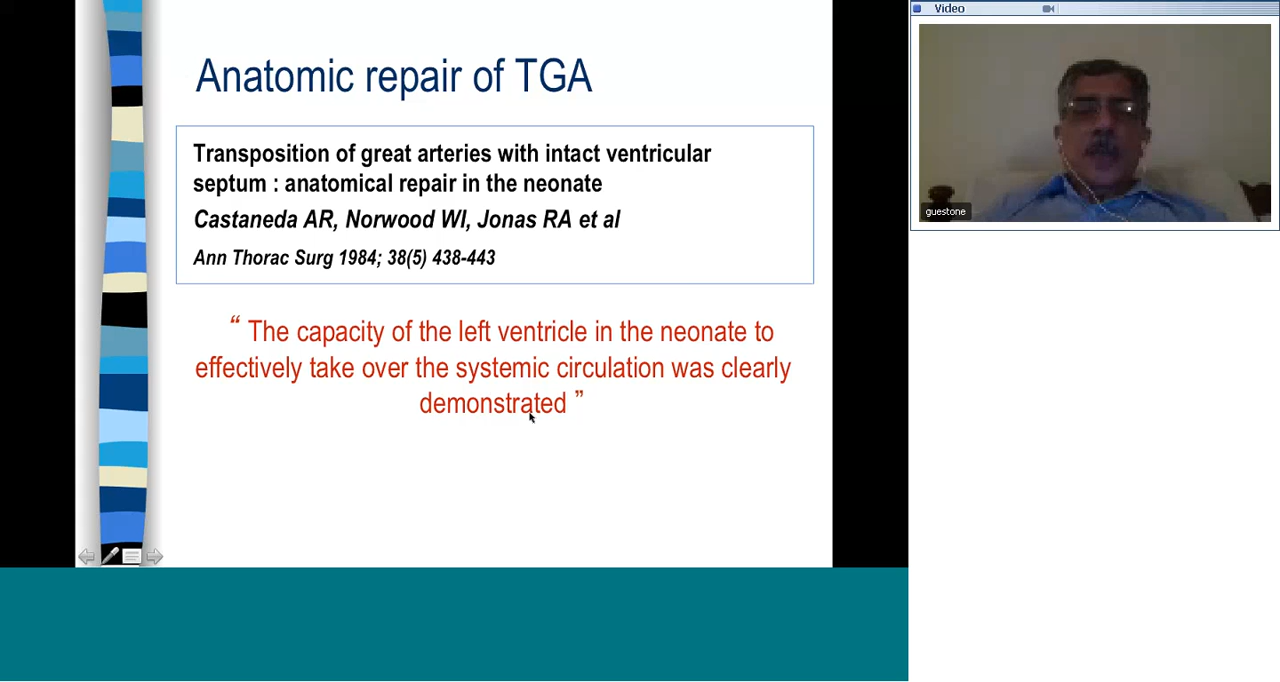 Anatomic repair of TGA
Transposition of great arteries with intact ventricular
septum : anatomical repair in the neonate
Castaneda AR, Norwood WI, Jonas RA et al
Ann Thorac Surg 1984; 38(5) 438-443
“ The capacity of the left ventricle in the neonate to
effectively take over the systemic circulation was clearly
demonstrated ”
Video
guestone